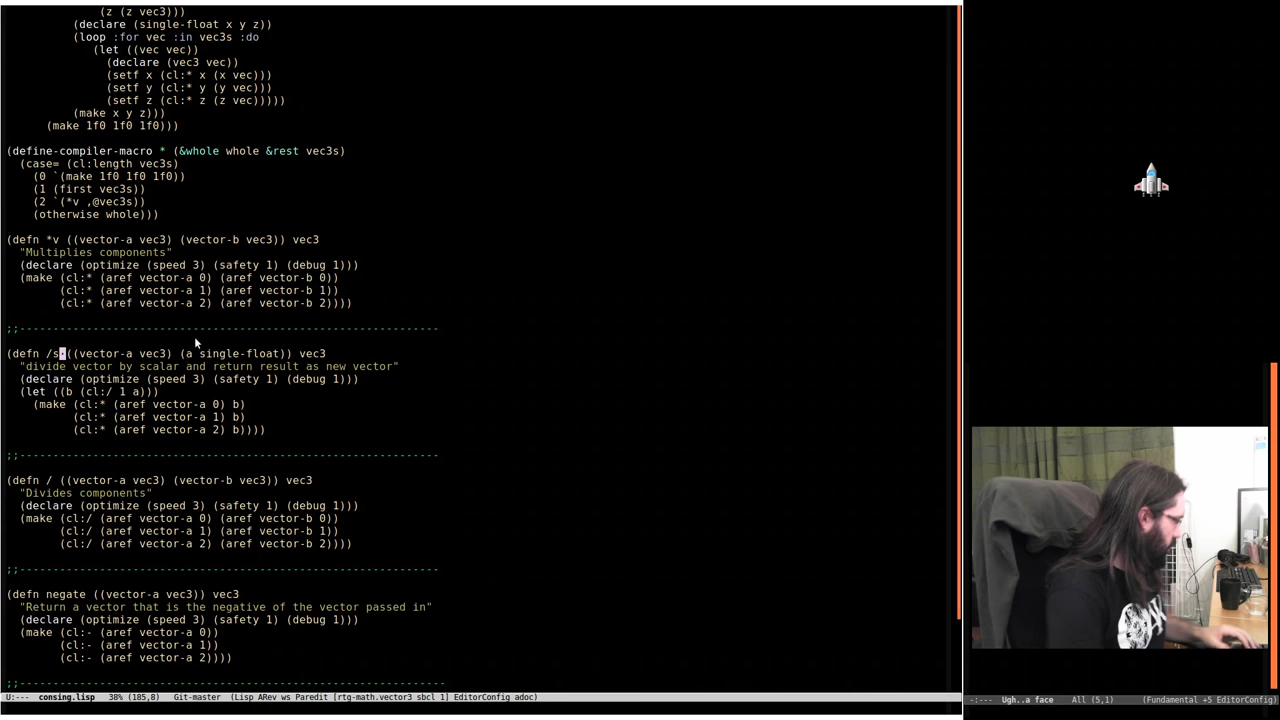 (z (z vec3)))
(declare (single-float x y z))
(loop :for vec :in vec3s :do
(let ((vec vec))
(declare (vec3 vec))
(setf x (cl:* x (x vec)))
(setf y (cl:* y (y vec)))
(setf z (cl:* z (z vec)))))
(make x y z)))
(make 1f0 1f0 1f0)))
(define-compiler-macro * (&whole whole &rest vec3s)
(case= (cl:length vec3s)
(0 `(make 1f0 1f0 1f0))
(1 (first vec3s))
(2 `(*v ,@vec3s))
(otherwise whole)))
(defn *v ((vector-a vec3) (vector-b vec3)) vec3
"Multiplies components"
(declare (optimize (speed 3) (safety 1) (debug 1)))
(make (cl:* (aref vector-a 0) (aref vector-b 0))
(cl:* (aref vector-a 1) (aref vector-b 1))
(cl:* (aref vector-a 2) (aref vector-b 2))))
;;---------------------------------------------------------------
(defn /s ((vector-a vec3) (a single-float)) vec3
"divide vector by scalar and return result as new vector"
(declare (optimize (speed 3) (safety 1) (debug 1)))
(let ((b (cl:/ 1 a)))
(make (cl:* (aref vector-a 0) b)
(cl:* (aref vector-a 1) b)
(cl:* (aref vector-a 2) b))))
;;---------------------------------------------------------------
(defn / ((vector-a vec3) (vector-b vec3)) vec3
"Divides components"
(declare (optimize (speed 3) (safety 1) (debug 1)))
(make (cl:/ (aref vector-a 0) (aref vector-b 0))
(cl:/ (aref vector-a 1) (aref vector-b 1))
(cl:/ (aref vector-a 2) (aref vector-b 2))))
;;---------------------------------------------------------------
(defn negate ((vector-a vec3)) vec3
"Return a vector that is the negative of the vector passed in"
(declare (optimize (speed 3) (safety 1) (debug 1)))
(make (cl:- (aref vector-a 0))
(cl:- (aref vector-a 1))
(cl:- (aref vector-a 2))))
;;----------------------------------------------------------------
U:--- consing.lisp 38% (185,8) Git-master (Lisp ARev ws Paredit [rtg-math.vector3 sbcl 1] EditorConfig adoc)
-:--- Ugh..a face All (5,1) (Fundamental +5 EditorConfig)